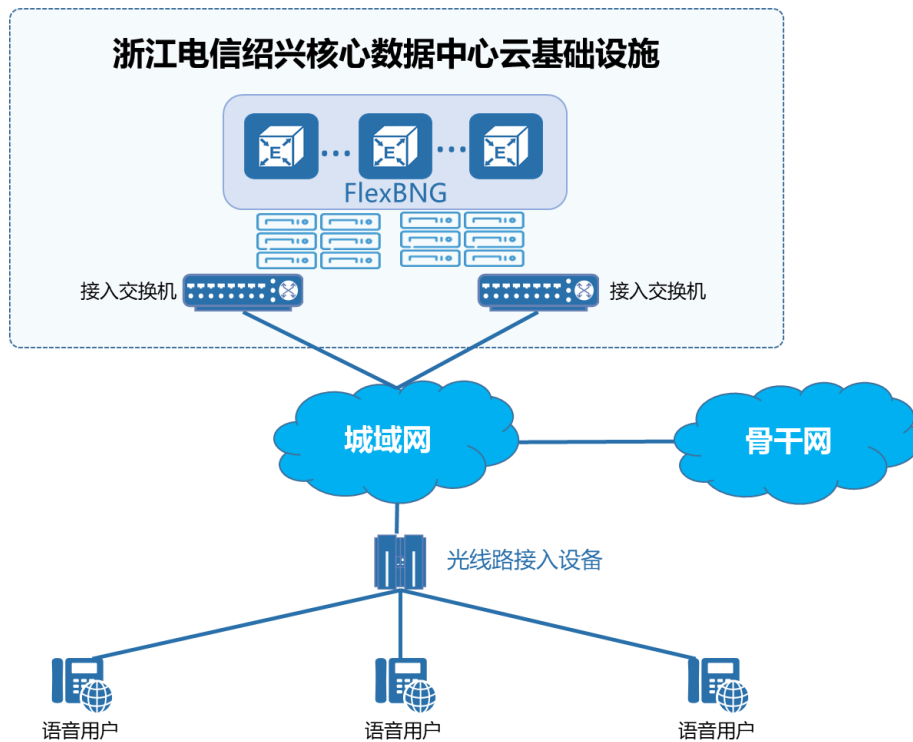 浙江电信绍兴核心数据中心云基础设施
E
E
E
FlexBNG
接入交换机
接入交换机
城域网
骨干网
光线路接入设备
语音用户
语音用户
语音用户